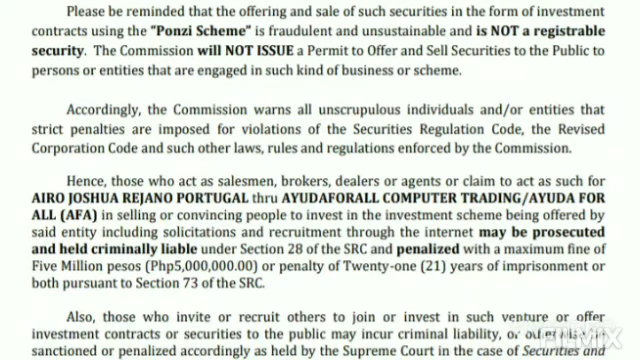 Please be reminded that the offering and sale of such securities in the form of investment
contracts using the “Ponzi Scheme” is fraudulent and unsustainable and is NOT a registrable
security. The Commission will NOT ISSUE a Permit to Offer and Sell Securities to the Public to
persons or entities that are engaged in such kind of business or scheme.
Accordingly, the Commission warns all unscrupulous individuals and/or entities that
strict penalties are imposed for violations of the Securities Regulation Code, the Revised
Corporation Code and such other laws, rules and regulations enforced by the Commission.
Hence, those who act as salesmen, brokers, dealers or agents or claim to act as such for
AIRO JOSHUA REJANO PORTUGAL thru AYUDAFORALL COMPUTER TRADING/AYUDA FOR
ALL (AFA) in selling or convincing people to invest in the investment scheme being offered by
said entity including solicitations and recruitment through the internet may be prosecuted
and held criminally liable under Section 28 of the SRC and penalized with a maximum fine of
Five Million pesos (Php5,000,000.00) or penalty of Twenty-one (21) years of imprisonment or
both pursuant to Section 73 of the SRC.
Also, those who invite or recruit others to join or invest in such venture or offer
investment contracts or securities to the public may incur criminal liability, or otherwise be
sanctioned or penalized accordingly as held by the Supreme Court in the case of Securities and
FILMIX